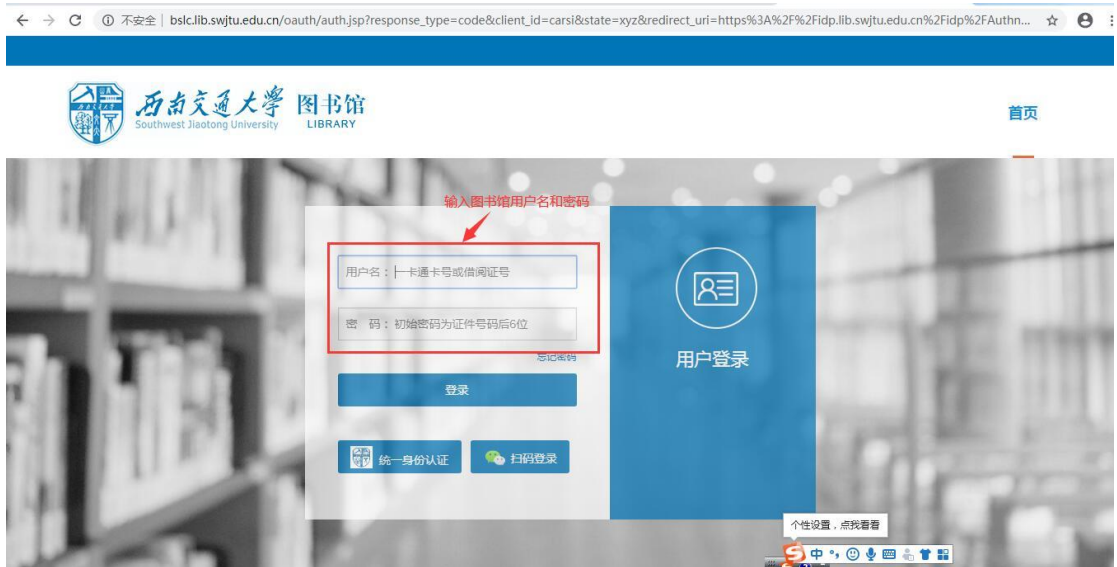 不安全 | bslc.lib.swjtu.edu.cn/oauth/auth.jsp?response_type=code&client_id=carsi&state=xyz&redirect_uri=https%3A%2F%2Fidp.lib.swjtu.edu.cn%2Fidp%2FAuthn...
西南交通大学 图书馆
Southwest Jiaotong University LIBRARY
首页
输入图书馆用户名和密码
用户名：一卡通卡号或借阅证号
密 码：初始密码为证件号码后6位
忘记密码
登录
统一身份认证 扫码登录
用户登录
个性设置，点我看看
中